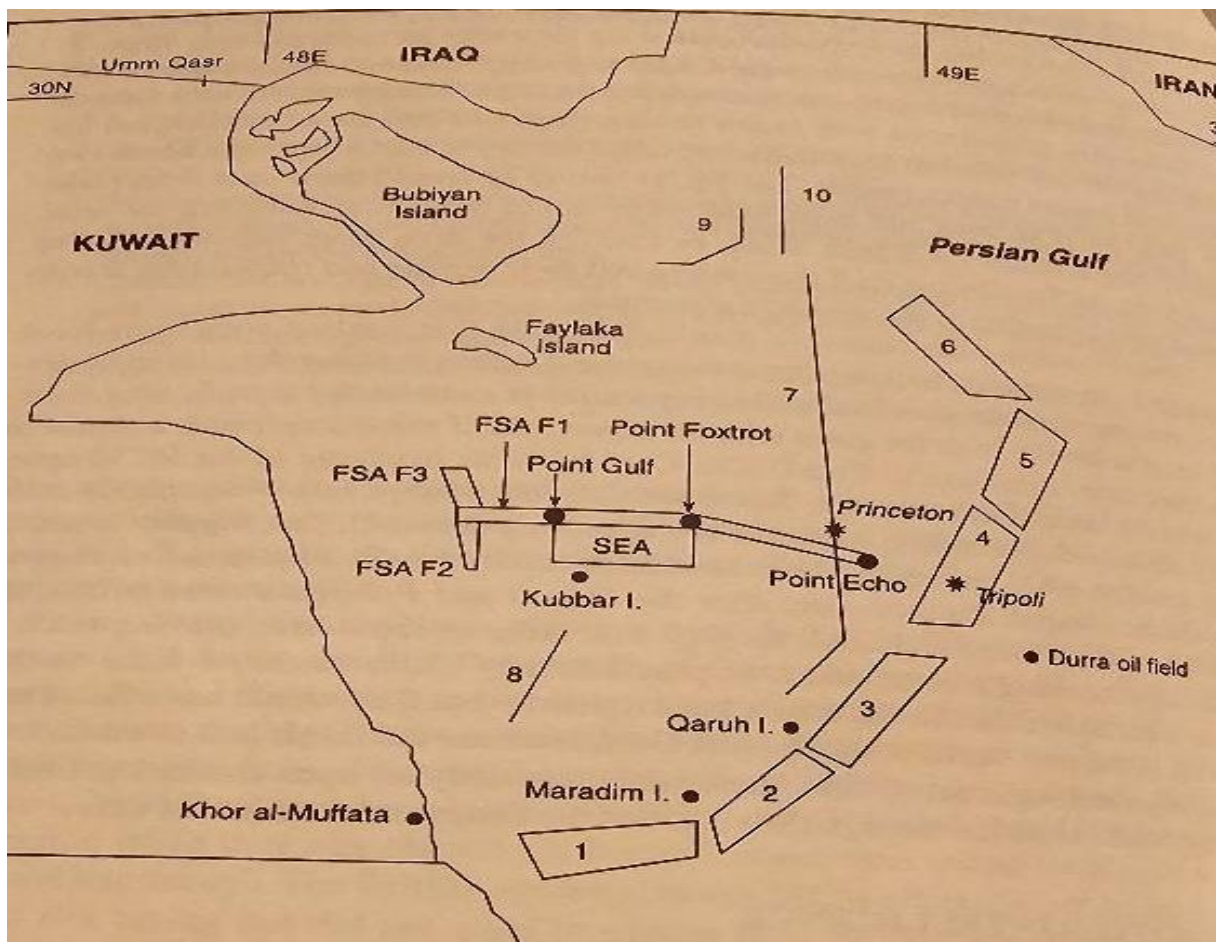 48E
IRAQ
49E
IRAN
Umm Qasr
30N
Bubiyan
Island
10
9
KUWAIT
Persian Gulf
Faylaka
Island
6
7
FSA F1
Point Foxtrot
FSA F3
Point Gulf
5
Princeton
4
SEA
FSA F2
Point Echo
Kubbar I.
Tripoli
Durra oil field
8
3
Qaruh I.
Maradim I.
2
Khor al-Muffata
1